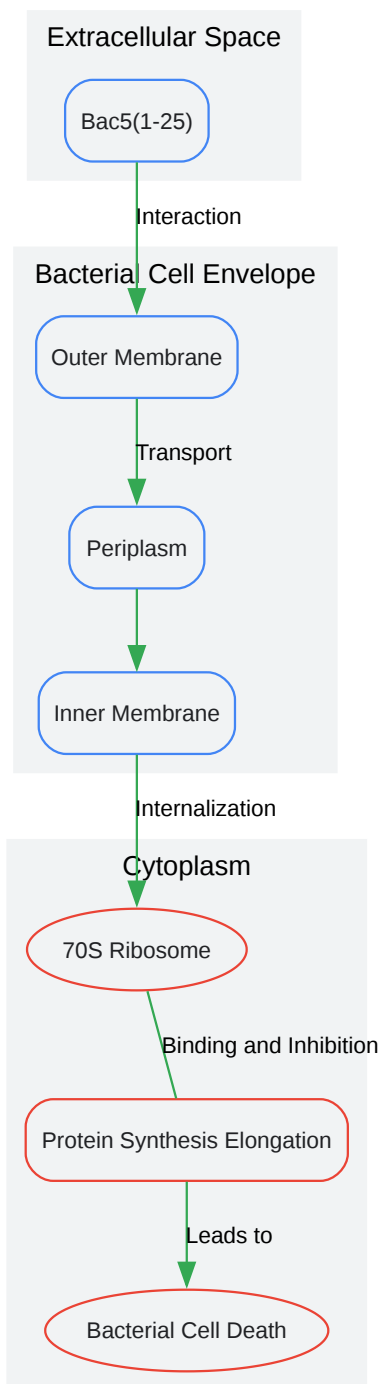 Extracellular Space
Bac5(1-25)
Interaction
Bacterial Cell Envelope
Outer Membrane
Transport
Periplasm
Inner Membrane
Internalization
Cytoplasm
70S Ribosome
Binding and Inhibition
Protein Synthesis Elongation
Leads to
Bacterial Cell Death